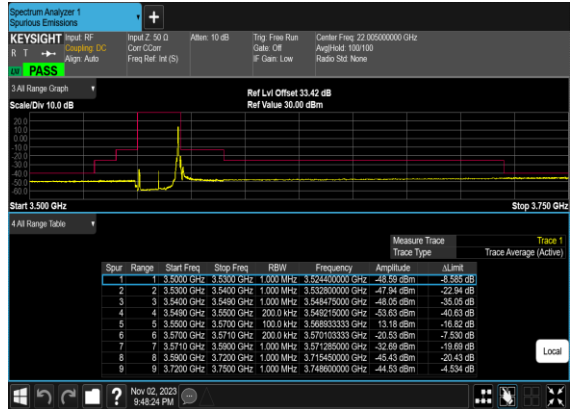 Spectrum Analyzer 1
Spurious Emissions
+
KEYSIGHT Input: RF Input Z: 50 Ω Atten: 10 dB Trig: Free Run Center Freq: 22.005000000 GHz
R T Coupling: DC Corr CCorr Gate: Off Avg|Hold: 100/100
Align: Auto Freq Ref: Int (S) IF Gain: Low Radio Std: None
LV PASS
3 All Range Graph
Ref Lvl Offset 33.42 dB
Scale/Div 10.0 dB Ref Value 30.00 dBm
20.0
10.0
0.00
-10.0
-20.0
-30.0
-40.0
-50.0
-60.0
Start 3.500 GHz Stop 3.750 GHz
4 All Range Table
Measure Trace Trace 1
Trace Type Trace Average (Active)
Spur Range Start Freq Stop Freq RBW Frequency Amplitude ΔLimit
1 1 3.5000 GHz 3.5300 GHz 1.000 MHz 3.524400000 GHz -48.59 dBm -8.585 dB
2 2 3.5300 GHz 3.5400 GHz 1.000 MHz 3.532800000 GHz -47.94 dBm -22.94 dB
3 3 3.5400 GHz 3.5490 GHz 1.000 MHz 3.548475000 GHz -48.05 dBm -35.05 dB
4 4 3.5490 GHz 3.5500 GHz 200.0 kHz 3.549215000 GHz -53.63 dBm -40.63 dB
5 5 3.5500 GHz 3.5700 GHz 100.0 kHz 3.568933333 GHz 13.18 dBm -16.82 dB
6 6 3.5700 GHz 3.5710 GHz 200.0 kHz 3.570103333 GHz -20.53 dBm -7.530 dB
7 7 3.5710 GHz 3.5900 GHz 1.000 MHz 3.571285000 GHz -32.69 dBm -19.69 dB
8 8 3.5900 GHz 3.7200 GHz 1.000 MHz 3.715450000 GHz -45.43 dBm -20.43 dB
9 9 3.7200 GHz 3.7500 GHz 1.000 MHz 3.748600000 GHz -44.53 dBm -4.534 dB
Local
? Nov 02, 2023
9:48:24 PM